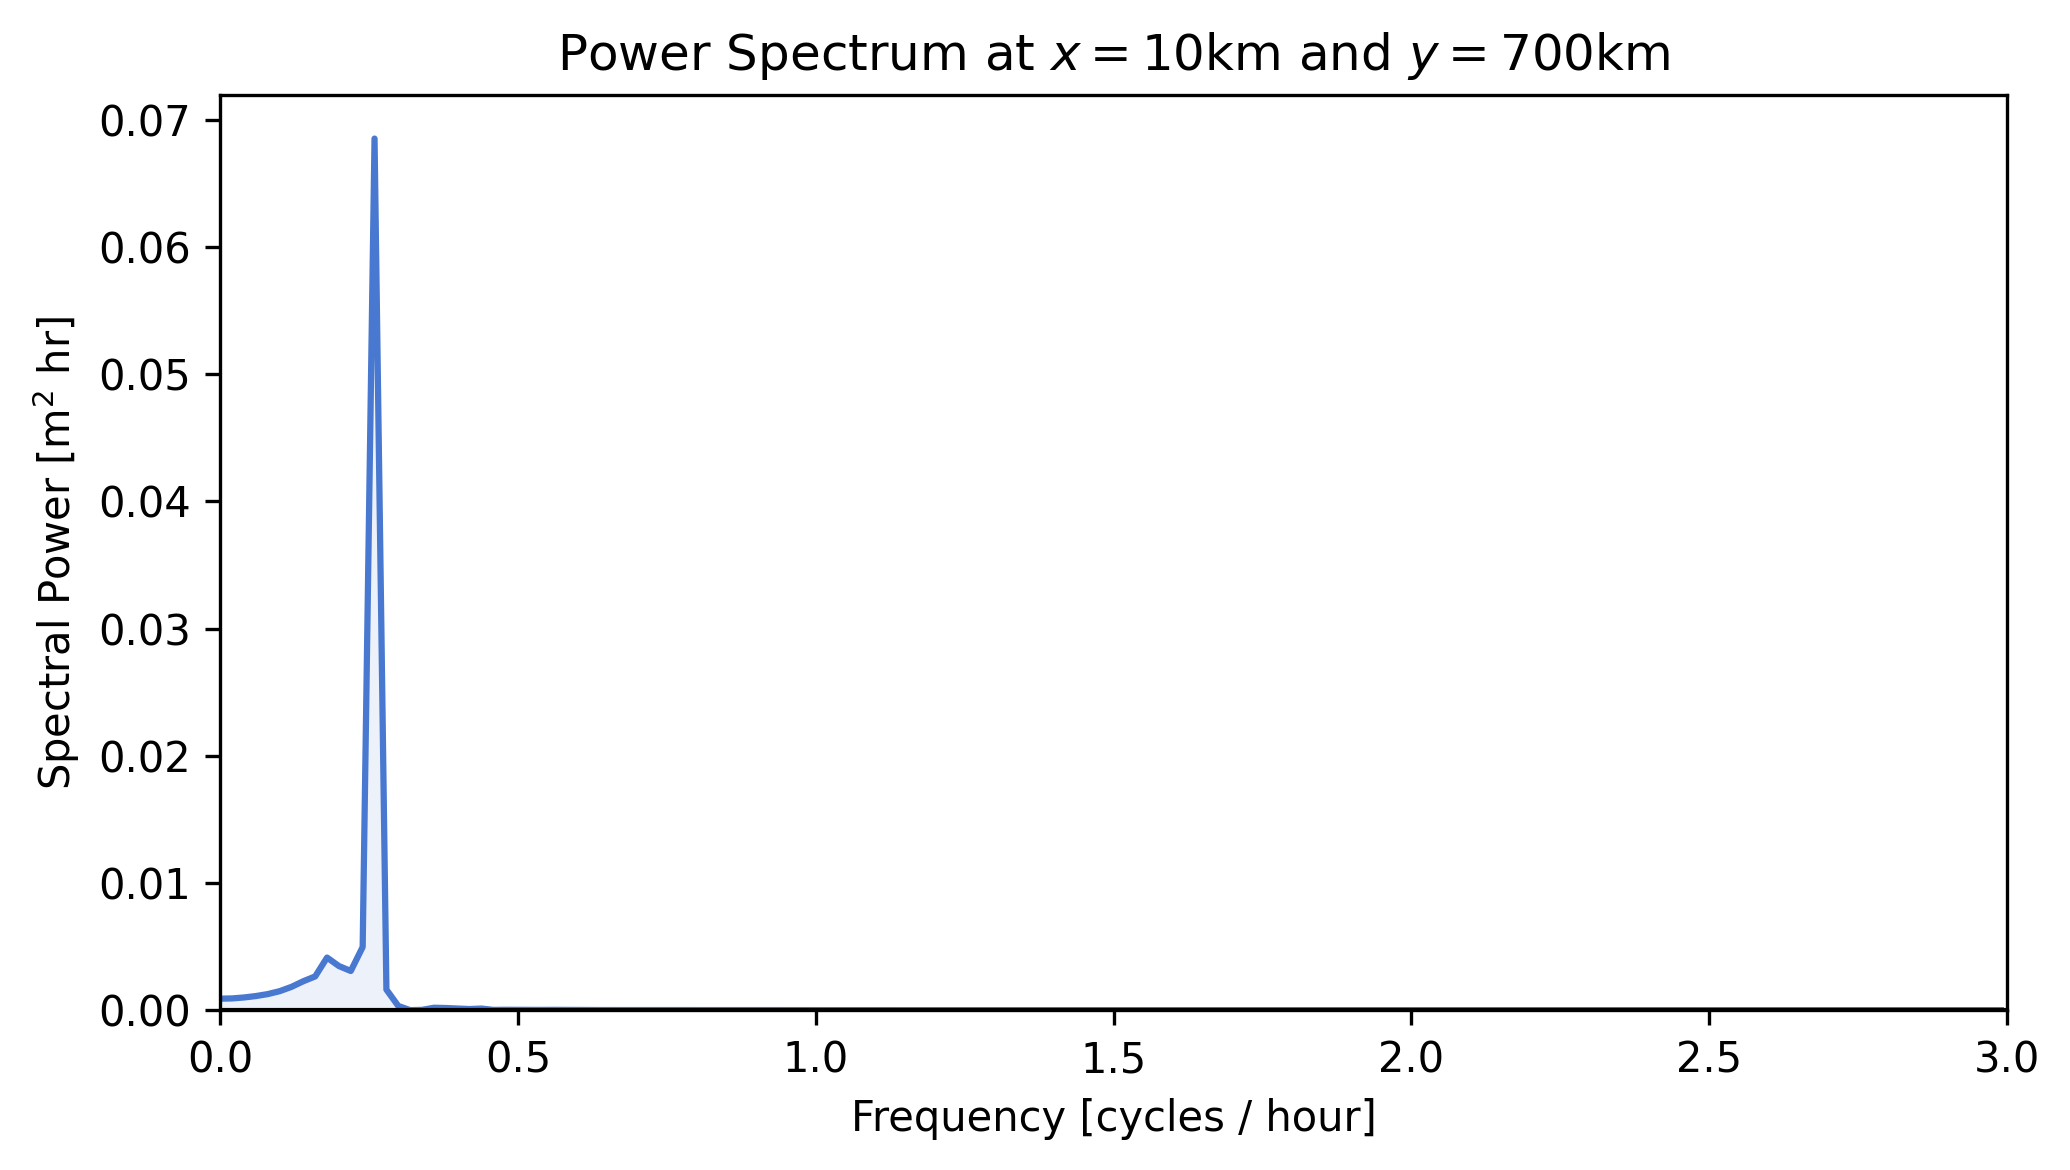 Power Spectrum at x = 10km and y = 700km
Spectral Power [m² hr]
0.07
0.06
0.05
0.04
0.03
0.02
0.01
0.00
0.0 0.5 1.0 1.5 2.0 2.5 3.0
Frequency [cycles / hour]